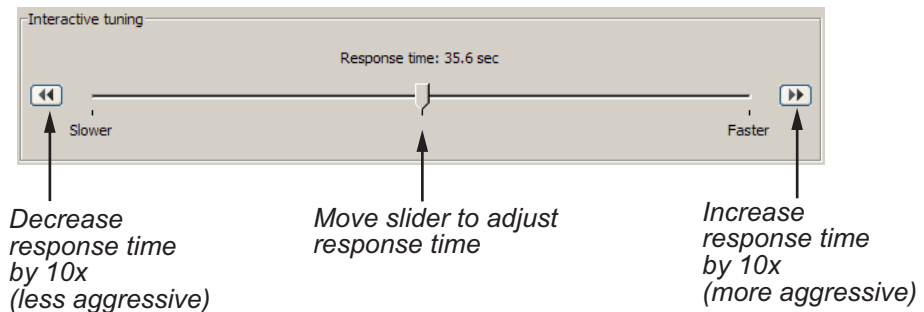 Interactive tuning
Response time: 35.6 sec
Slower
Faster
Decrease
response time
by 10x
(less aggressive)
Move slider to adjust
response time
Increase
response time
by 10x
(more aggressive)